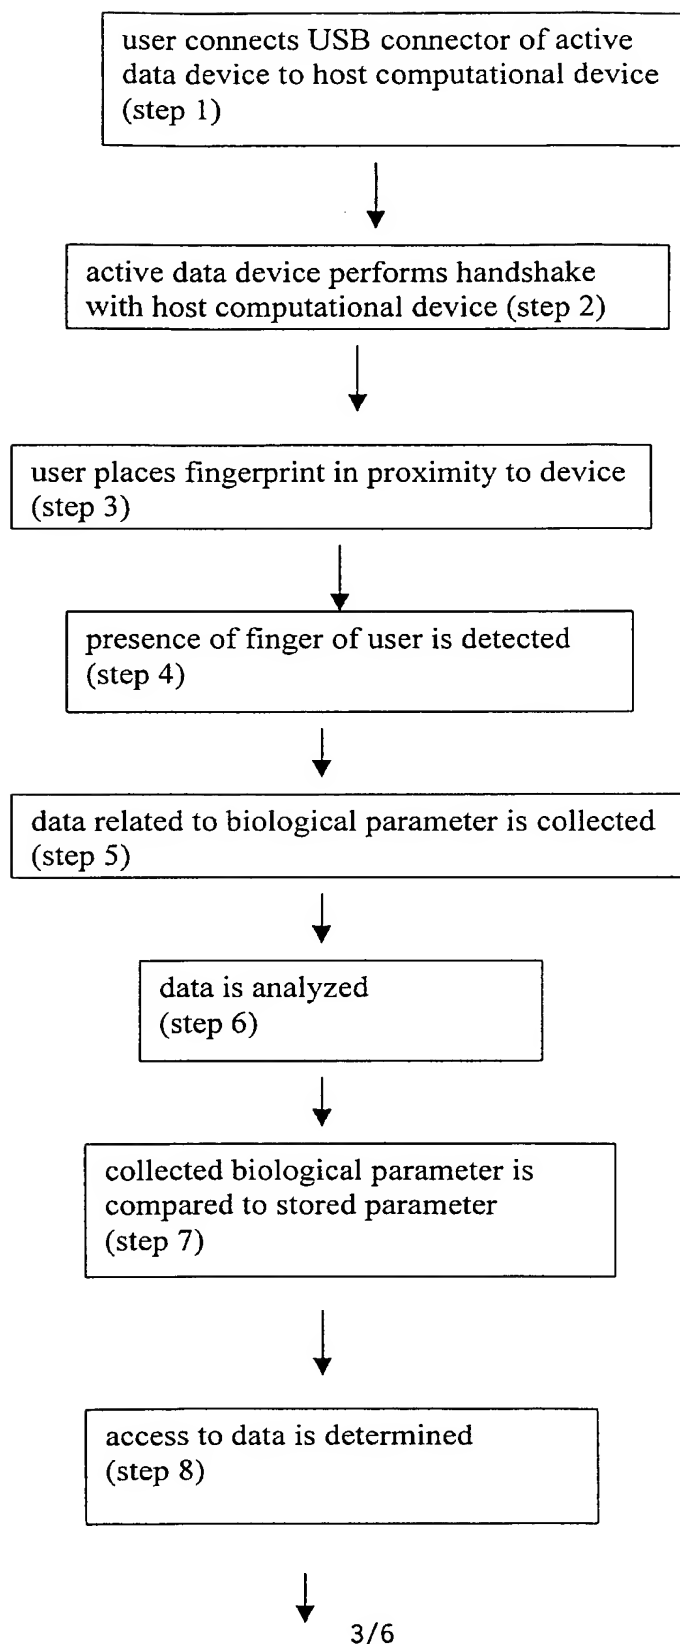 user connects USB connector of active
data device to host computational device
(step 1)
active data device performs handshake
with host computational device (step 2)
user places fingerprint in proximity to device
(step 3)
presence of finger of user is detected
(step 4)
data related to biological parameter is collected
(step 5)
data is analyzed
(step 6)
collected biological parameter is
compared to stored parameter
(step 7)
access to data is determined
(step 8)
3/6